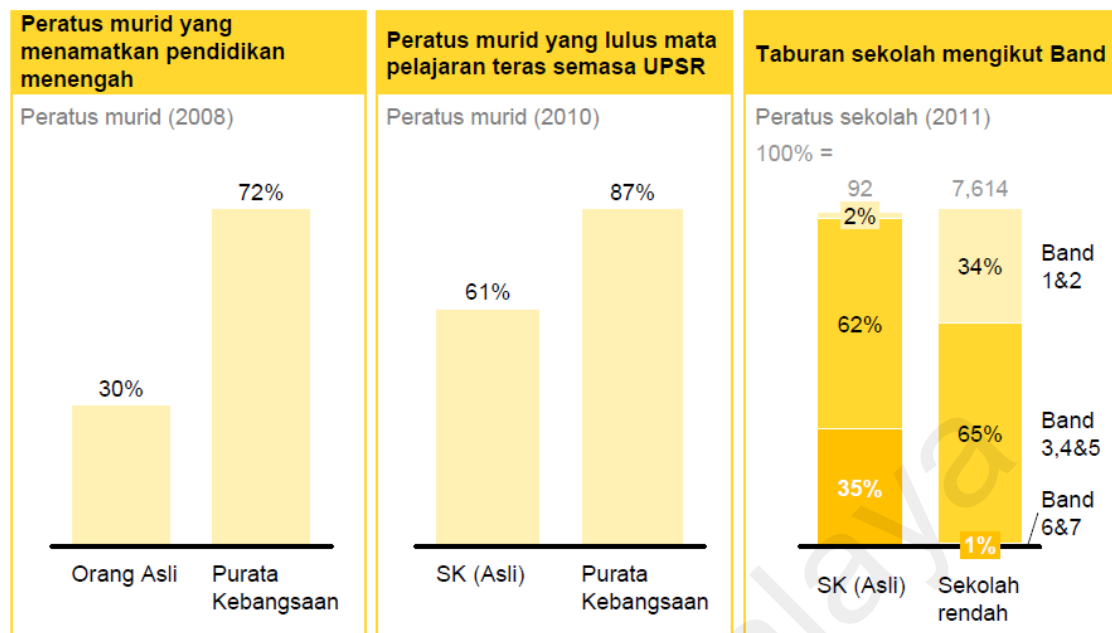 Peratus murid yang
menamatkan pendidikan
menengah
Peratus murid (2008)
72%
30%
Orang Asli
Purata
Kebangsaan
Peratus murid yang lulus mata
pelajaran teras semasa UPSR
Peratus murid (2010)
87%
61%
SK (Asli)
Purata
Kebangsaan
Taburan sekolah mengikut Band
Peratus sekolah (2011)
100% =
92
7,614
2%
34%
Band
1&2
62%
65%
Band
3,4&5
35%
1%
Band
6&7
SK (Asli)
Sekolah
rendah
laya